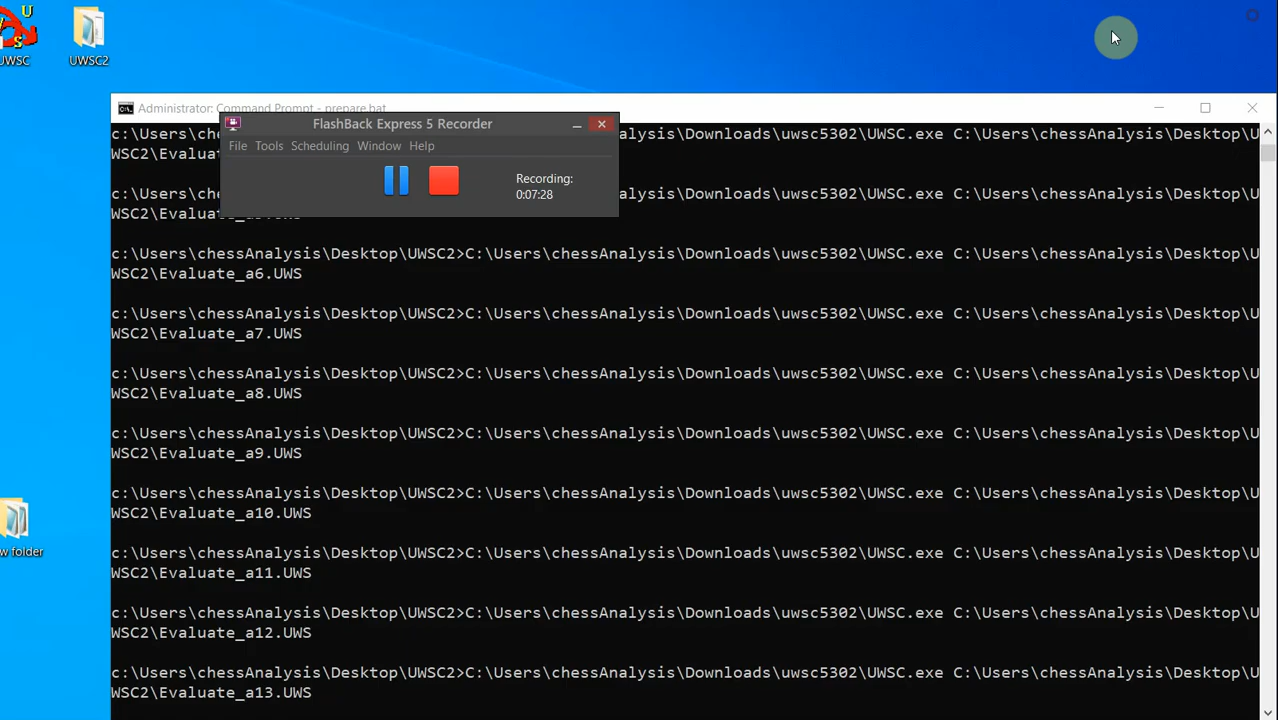 U
S
UWSC
UWSC2
Administrator: Command Prompt - prepare.bat
FlashBack Express 5 Recorder
File Tools Scheduling Window Help
Recording:
0:07:28
c:\Users\che alysis\Downloads\uwsc5302\UWSC.exe C:\Users\chessAnalysis\Desktop\U
WSC2\Evalua
c:\Users\che alysis\Downloads\uwsc5302\UWSC.exe C:\Users\chessAnalysis\Desktop\U
WSC2\Evalua
c:\Users\chessAnalysis\Desktop\UWSC2>C:\Users\chessAnalysis\Downloads\uwsc5302\UWSC.exe C:\Users\chessAnalysis\Desktop\U
WSC2\Evaluate_a6.UWS
c:\Users\chessAnalysis\Desktop\UWSC2>C:\Users\chessAnalysis\Downloads\uwsc5302\UWSC.exe C:\Users\chessAnalysis\Desktop\U
WSC2\Evaluate_a7.UWS
c:\Users\chessAnalysis\Desktop\UWSC2>C:\Users\chessAnalysis\Downloads\uwsc5302\UWSC.exe C:\Users\chessAnalysis\Desktop\U
WSC2\Evaluate_a8.UWS
c:\Users\chessAnalysis\Desktop\UWSC2>C:\Users\chessAnalysis\Downloads\uwsc5302\UWSC.exe C:\Users\chessAnalysis\Desktop\U
WSC2\Evaluate_a9.UWS
c:\Users\chessAnalysis\Desktop\UWSC2>C:\Users\chessAnalysis\Downloads\uwsc5302\UWSC.exe C:\Users\chessAnalysis\Desktop\U
WSC2\Evaluate_a10.UWS
w folder
c:\Users\chessAnalysis\Desktop\UWSC2>C:\Users\chessAnalysis\Downloads\uwsc5302\UWSC.exe C:\Users\chessAnalysis\Desktop\U
WSC2\Evaluate_a11.UWS
c:\Users\chessAnalysis\Desktop\UWSC2>C:\Users\chessAnalysis\Downloads\uwsc5302\UWSC.exe C:\Users\chessAnalysis\Desktop\U
WSC2\Evaluate_a12.UWS
c:\Users\chessAnalysis\Desktop\UWSC2>C:\Users\chessAnalysis\Downloads\uwsc5302\UWSC.exe C:\Users\chessAnalysis\Desktop\U
WSC2\Evaluate_a13.UWS